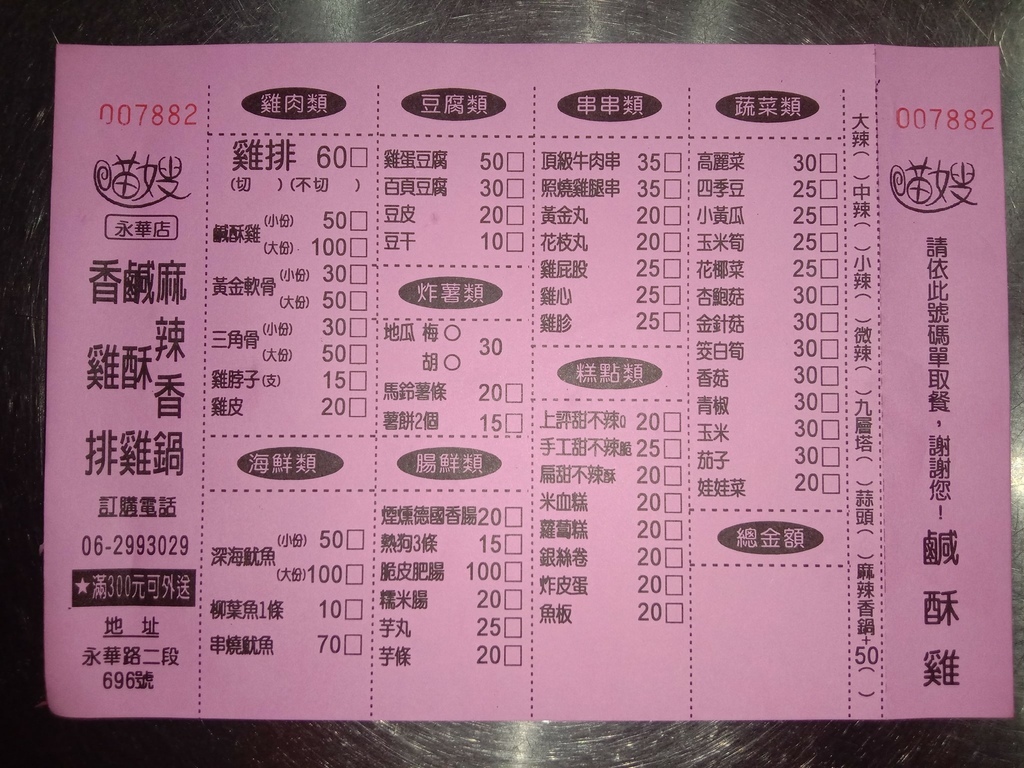 007882
喵嫂
永華店
香鹹麻
雞酥辣香
排雞鍋
訂購電話
06-2993029
★滿300元可外送
地 址
永華路二段
696號
雞肉類
雞排 60□
(切 )(不切 )
鹹酥雞(小份) 50□
(大份) 100□
黃金軟骨(小份) 30□
(大份) 50□
三角骨(小份) 30□
(大份) 50□
雞脖子(支) 15□
雞皮 20□
海鮮類
深海魷魚(小份) 50□
(大份) 100□
柳葉魚1條 10□
串燒魷魚 70□
豆腐類
雞蛋豆腐 50□
百頁豆腐 30□
豆皮 20□
豆干 10□
炸薯類
地瓜 梅○ 30
胡○
馬鈴薯條 20□
薯餅2個 15□
腸鮮類
煙燻德國香腸20□
熱狗3條 15□
脆皮肥腸 100□
糯米腸 20□
芋丸 25□
芋條 20□
串串類
頂級牛肉串 35□
照燒雞腿串 35□
黃金丸 20□
花枝丸 20□
雞屁股 25□
雞心 25□
雞胗 25□
糕點類
上評甜不辣Q 20□
手工甜不辣脆 25□
扁甜不辣酥 20□
米血糕 20□
蘿蔔糕 20□
銀絲卷 20□
炸皮蛋 20□
魚板 20□
蔬菜類
高麗菜 30□
四季豆 25□
小黃瓜 25□
玉米筍 25□
花椰菜 25□
杏鮑菇 30□
金針菇 30□
筊白筍 30□
香菇 30□
青椒 30□
玉米 30□
茄子 30□
娃娃菜 20□
總金額
大辣( )中辣( )小辣( )微辣( )九層塔( )蒜頭( )麻辣香鍋+50( )
007882
喵嫂
請依此號碼單取餐,謝謝您!
鹹酥雞